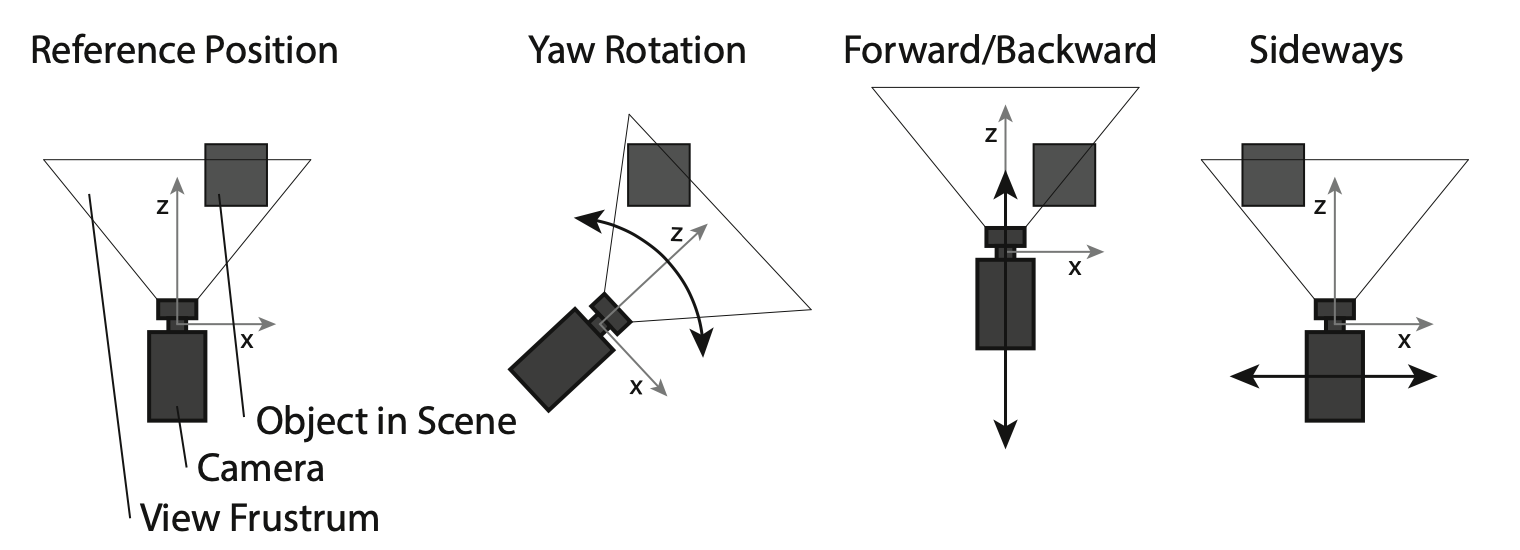 Reference Position
Yaw Rotation
Forward/Backward
Sideways
z
x
z
x
z
x
z
x
Object in Scene
Camera
View Frustrum